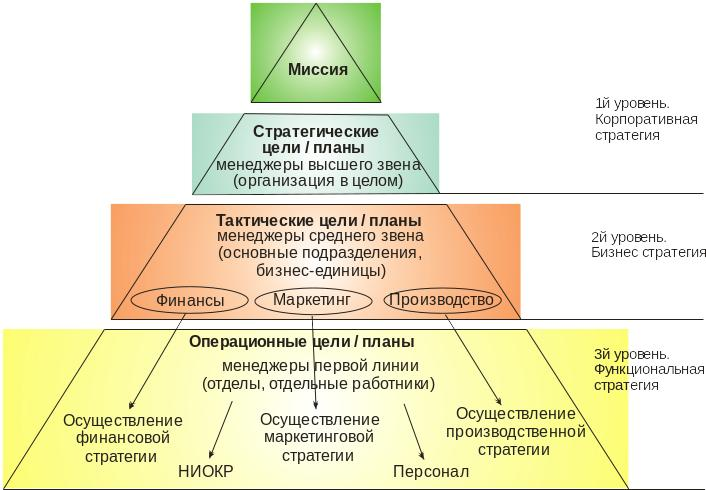 Миссия
1й уровень.
Корпоративная
стратегия
Стратегические
цели / планы
менеджеры высшего звена
(организация в целом)
Тактические цели / планы
менеджеры среднего звена
(основные подразделения,
бизнес-единицы)
2й уровень.
Бизнес стратегия
Финансы
Маркетинг
Производство
Операционные цели / планы
менеджеры первой линии
(отделы, отдельные работники)
3й уровень.
Функциональная
стратегия
Осуществление
финансовой
стратегии
НИОКР
Осуществление
маркетинговой
стратегии
Персонал
Осуществление
производственной
стратегии